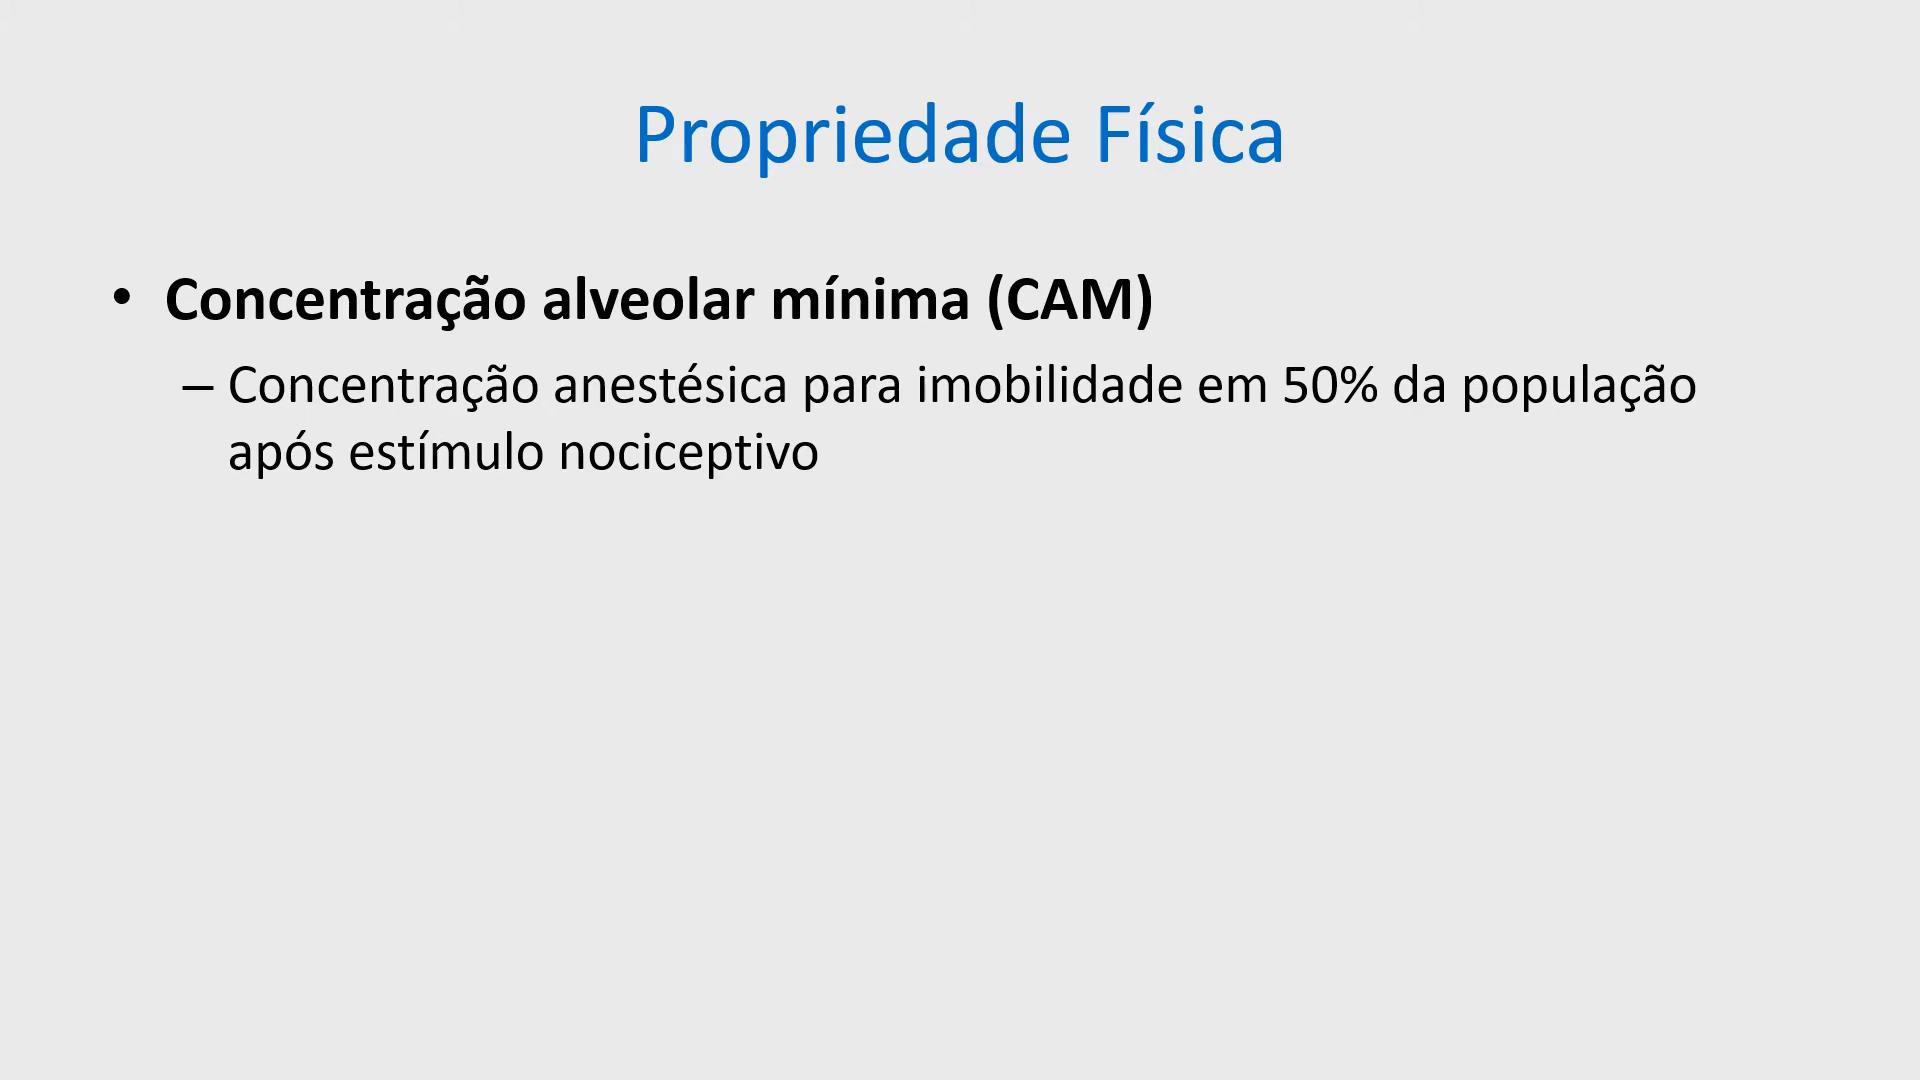 Propriedade Física
• Concentração alveolar mínima (CAM)
– Concentração anestésica para imobilidade em 50% da população
após estímulo nociceptivo